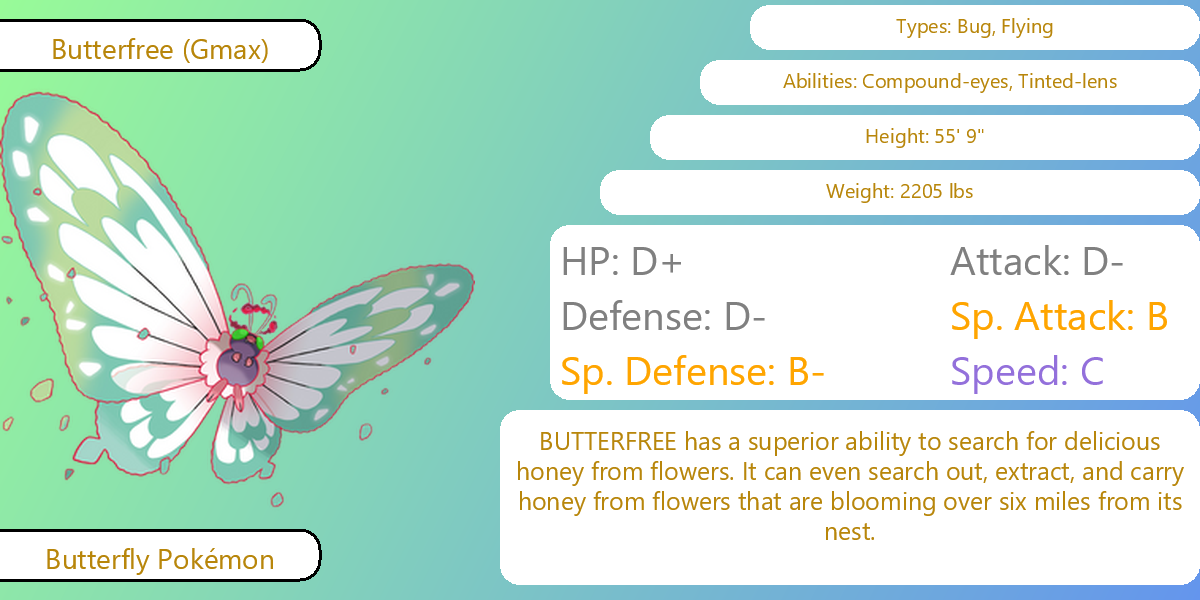 Butterfree (Gmax)
Types: Bug, Flying
Abilities: Compound-eyes, Tinted-lens
Height: 55' 9"
Weight: 2205 lbs
HP: D+
Attack: D-
Defense: D-
Sp. Attack: B
Sp. Defense: B-
Speed: C
BUTTERFREE has a superior ability to search for delicious
honey from flowers. It can even search out, extract, and carry
honey from flowers that are blooming over six miles from its
nest.
Butterfly Pokémon